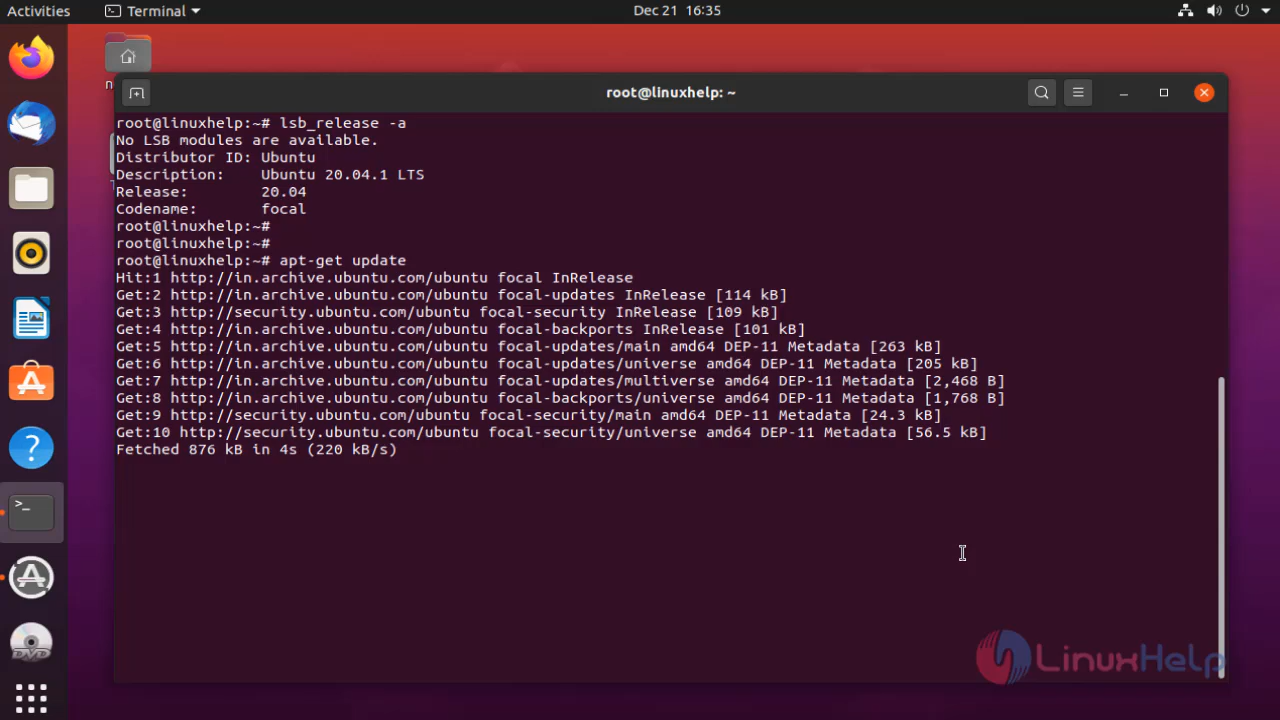 Activities
Terminal
Dec 21 16:35
root@linuxhelp: ~
root@linuxhelp:~# lsb_release -a
No LSB modules are available.
Distributor ID: Ubuntu
Description:    Ubuntu 20.04.1 LTS
Release:        20.04
Codename:       focal
root@linuxhelp:~#
root@linuxhelp:~#
root@linuxhelp:~# apt-get update
Hit:1 http://in.archive.ubuntu.com/ubuntu focal InRelease
Get:2 http://in.archive.ubuntu.com/ubuntu focal-updates InRelease [114 kB]
Get:3 http://security.ubuntu.com/ubuntu focal-security InRelease [109 kB]
Get:4 http://in.archive.ubuntu.com/ubuntu focal-backports InRelease [101 kB]
Get:5 http://in.archive.ubuntu.com/ubuntu focal-updates/main amd64 DEP-11 Metadata [263 kB]
Get:6 http://in.archive.ubuntu.com/ubuntu focal-updates/universe amd64 DEP-11 Metadata [205 kB]
Get:7 http://in.archive.ubuntu.com/ubuntu focal-updates/multiverse amd64 DEP-11 Metadata [2,468 B]
Get:8 http://in.archive.ubuntu.com/ubuntu focal-backports/universe amd64 DEP-11 Metadata [1,768 B]
Get:9 http://security.ubuntu.com/ubuntu focal-security/main amd64 DEP-11 Metadata [24.3 kB]
Get:10 http://security.ubuntu.com/ubuntu focal-security/universe amd64 DEP-11 Metadata [56.5 kB]
Fetched 876 kB in 4s (220 kB/s)
LinuxHelp
DVD